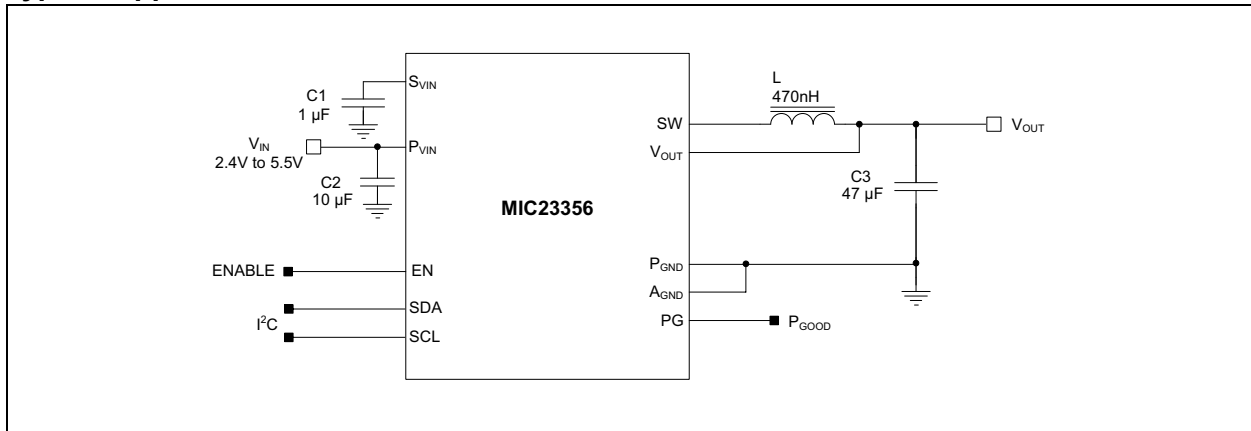 SVIN
C1
1 µF
VIN
2.4V to 5.5V
PVIN
C2
10 µF
MIC23356
ENABLE
EN
SDA
I²C
SCL
L
470nH
SW
VOUT
VOUT
C3
47 µF
PGND
AGND
PG
PGOOD